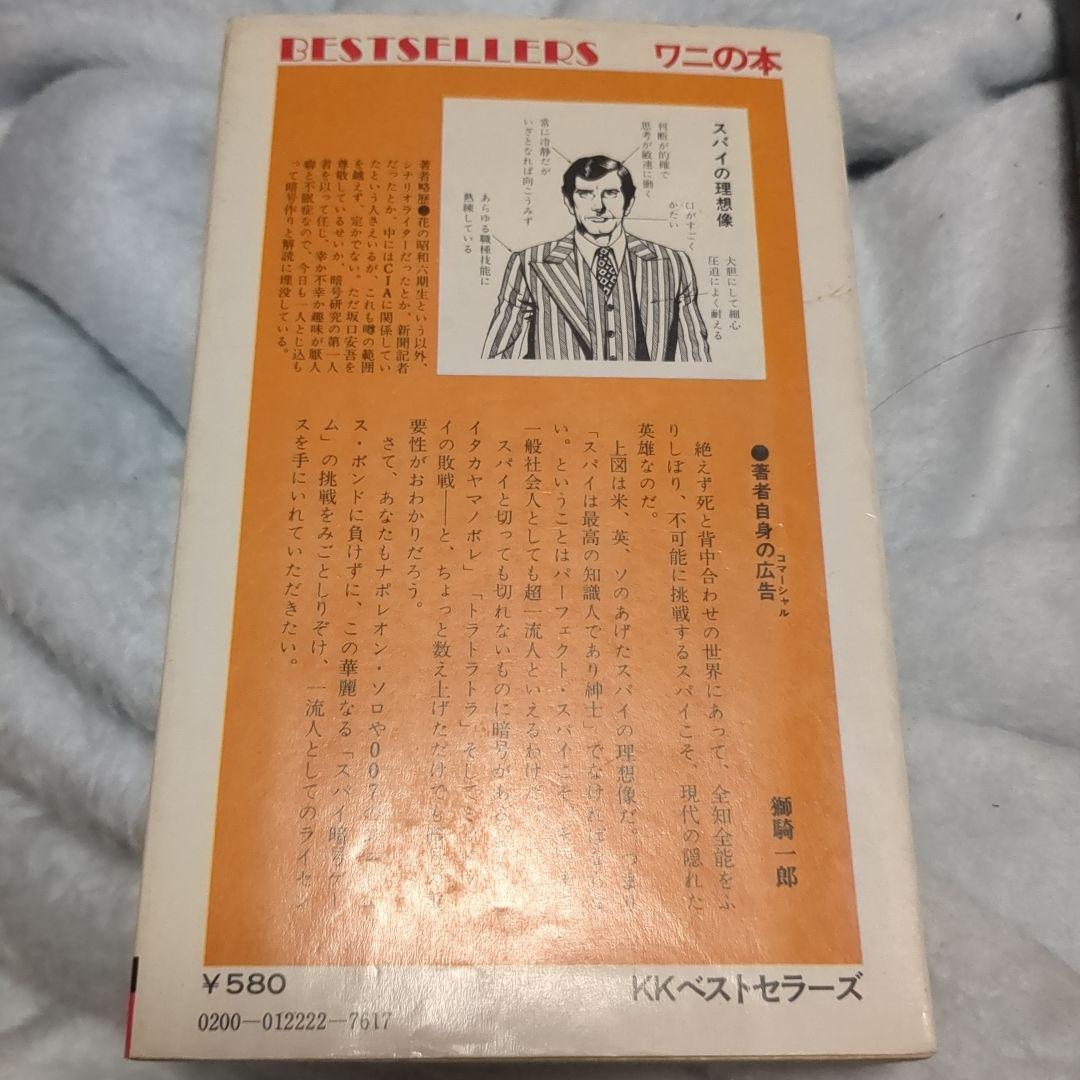 BESTSELLERS ワニの本
スパイの理想像
判断が的確で
思考が敏速に働く
常に冷静だが
いざとなれば向こうみず
口がすごく
かたい
あらゆる職種技能に
熟練している
大胆にして細心
圧迫によく耐える
著者略歴●花の昭和六期生という以外、
シナリオライターだったとか、新聞記者
だったとか、中にはCIAに関係してい
たという人さえいるが、これも噂の範囲
を越えず、定かでない。ただ坂口安吾を
尊敬しているせいか、暗号研究の第一人
者を以って任じ、幸か不幸か趣味が厭人
癖と不眠症なので、今日も一人とじ込も
って暗号作りと解読に埋没している。
●著者自身の広告
コマーシャル
獅騎一郎
絶えず死と背中合わせの世界にあって、全知全能をふ
りしぼり、不可能に挑戦するスパイこそ、現代の隠れた
英雄なのだ。
上図は米、英、ソのあげたスパイの理想像だ。つまり
「スパイは最高の知識人であり紳士」でなければならな
い。ということはパーフェクト・スパイこそ、
一般社会人としても超一流人といえるわけだ
スパイと切っても切れないものに暗号があ
イタカヤマノボレ」「トラトラトラ」そして
イの敗戦——と、ちょっと数え上げただけでも
要性がおわかりだろう。
さて、あなたもナポレオン・ソロや007
ス・ボンドに負けずに、この華麗なる「スパイ暗号ゲー
ム」の挑戦をみごとしりぞけ、一流人としてのライセン
スを手にいれていただきたい。
¥580
KKベストセラーズ
0200—012222—7617